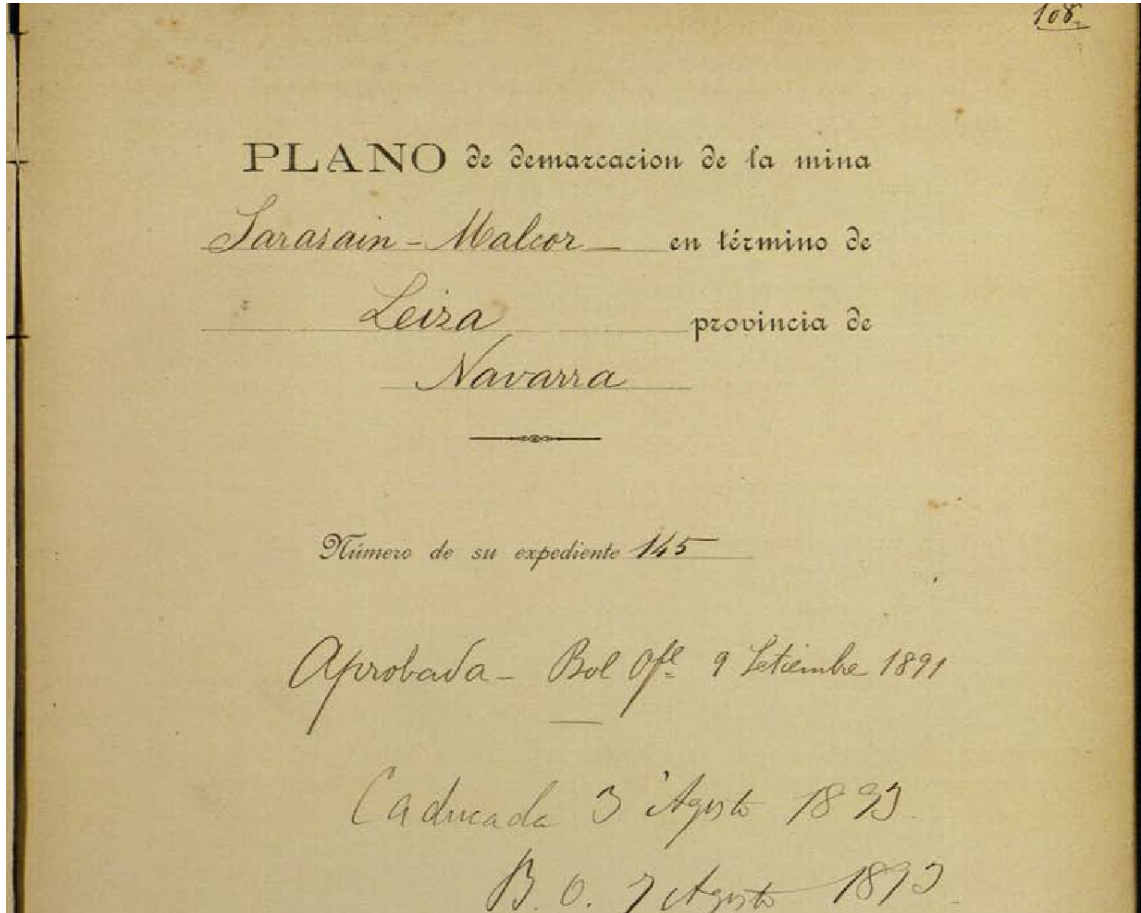 108.
PLANO de demarcacion de la mina
Sarasain - Malcor en término de
Leiza provincia de
Navarra
Número de su expediente 145
Aprobada - Bol Ofl. 9 Setiembre 1891
Caducada 3 Agosto 1893.
B. O. 7 Agosto 1893.